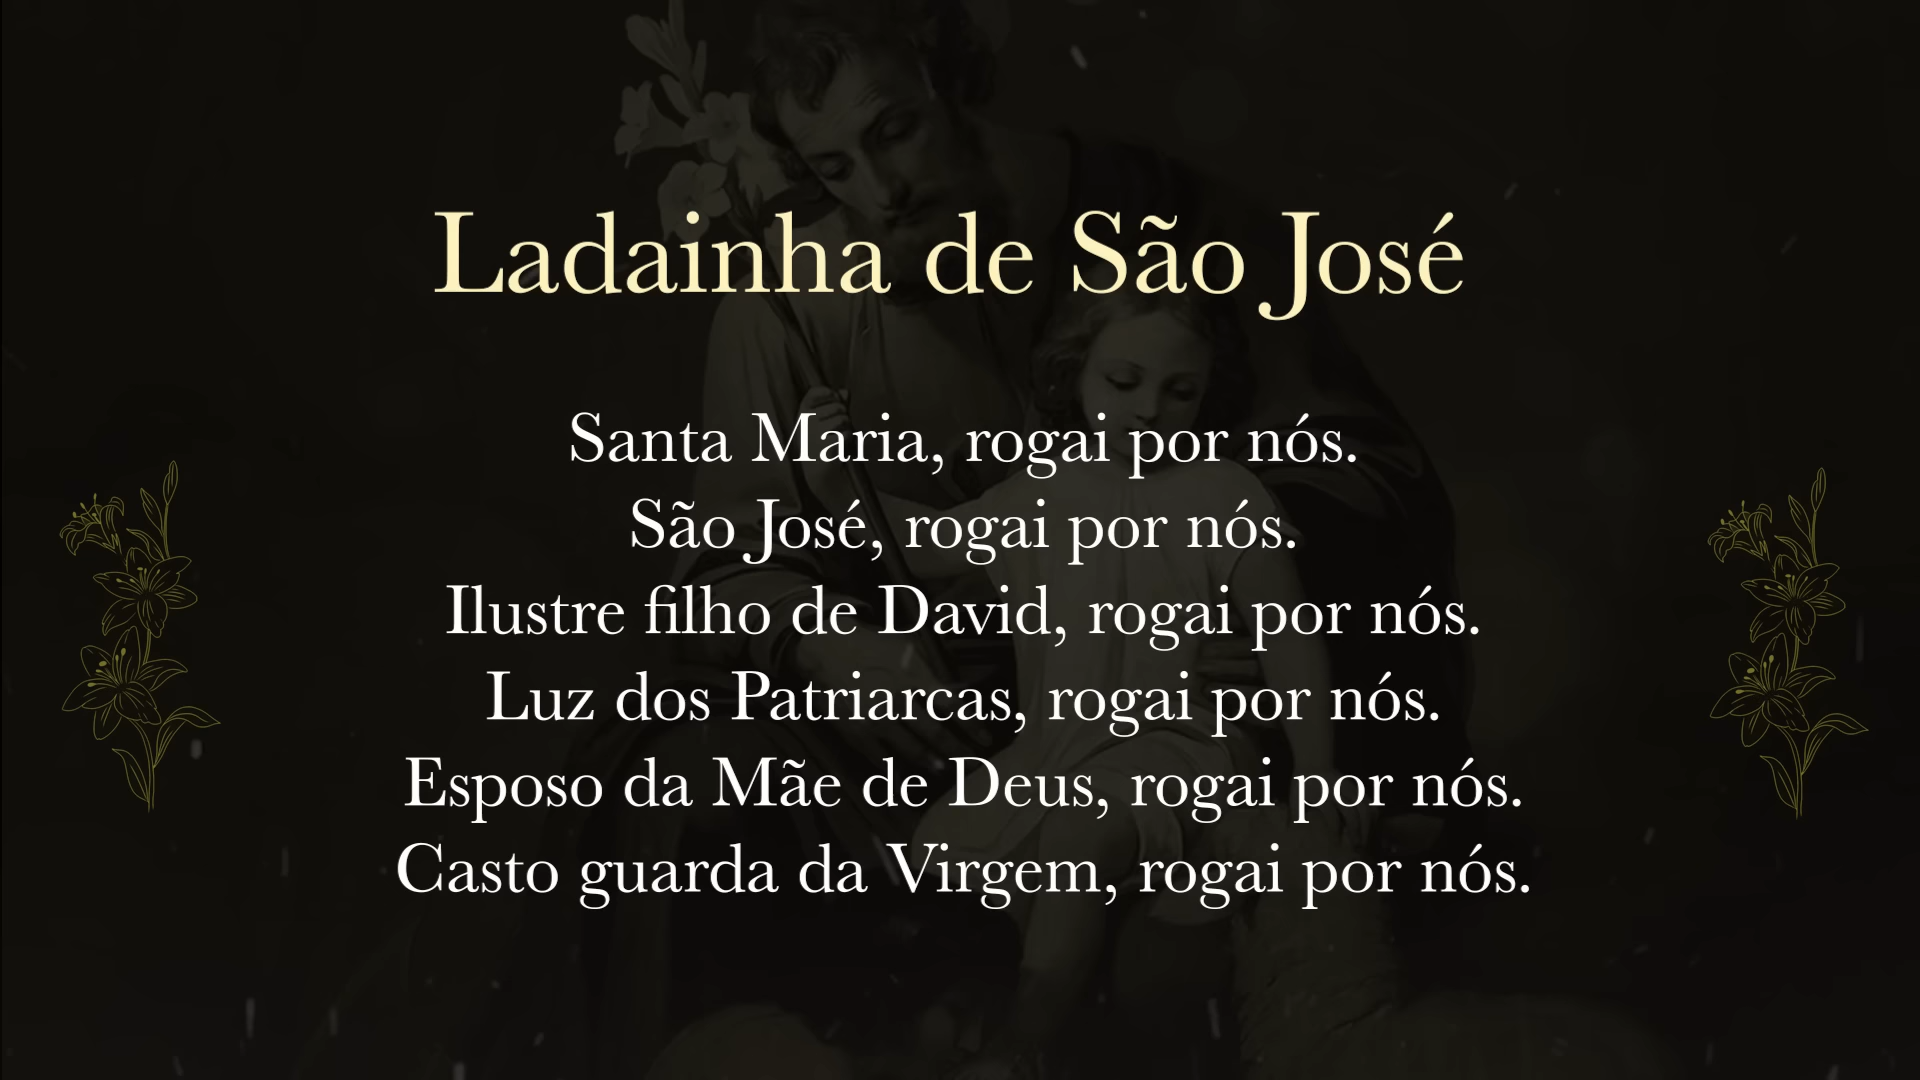 Ladainha de São José
Santa Maria, rogai por nós.
São José, rogai por nós.
Ilustre filho de David, rogai por nós.
Luz dos Patriarcas, rogai por nós.
Esposo da Mãe de Deus, rogai por nós.
Casto guarda da Virgem, rogai por nós.